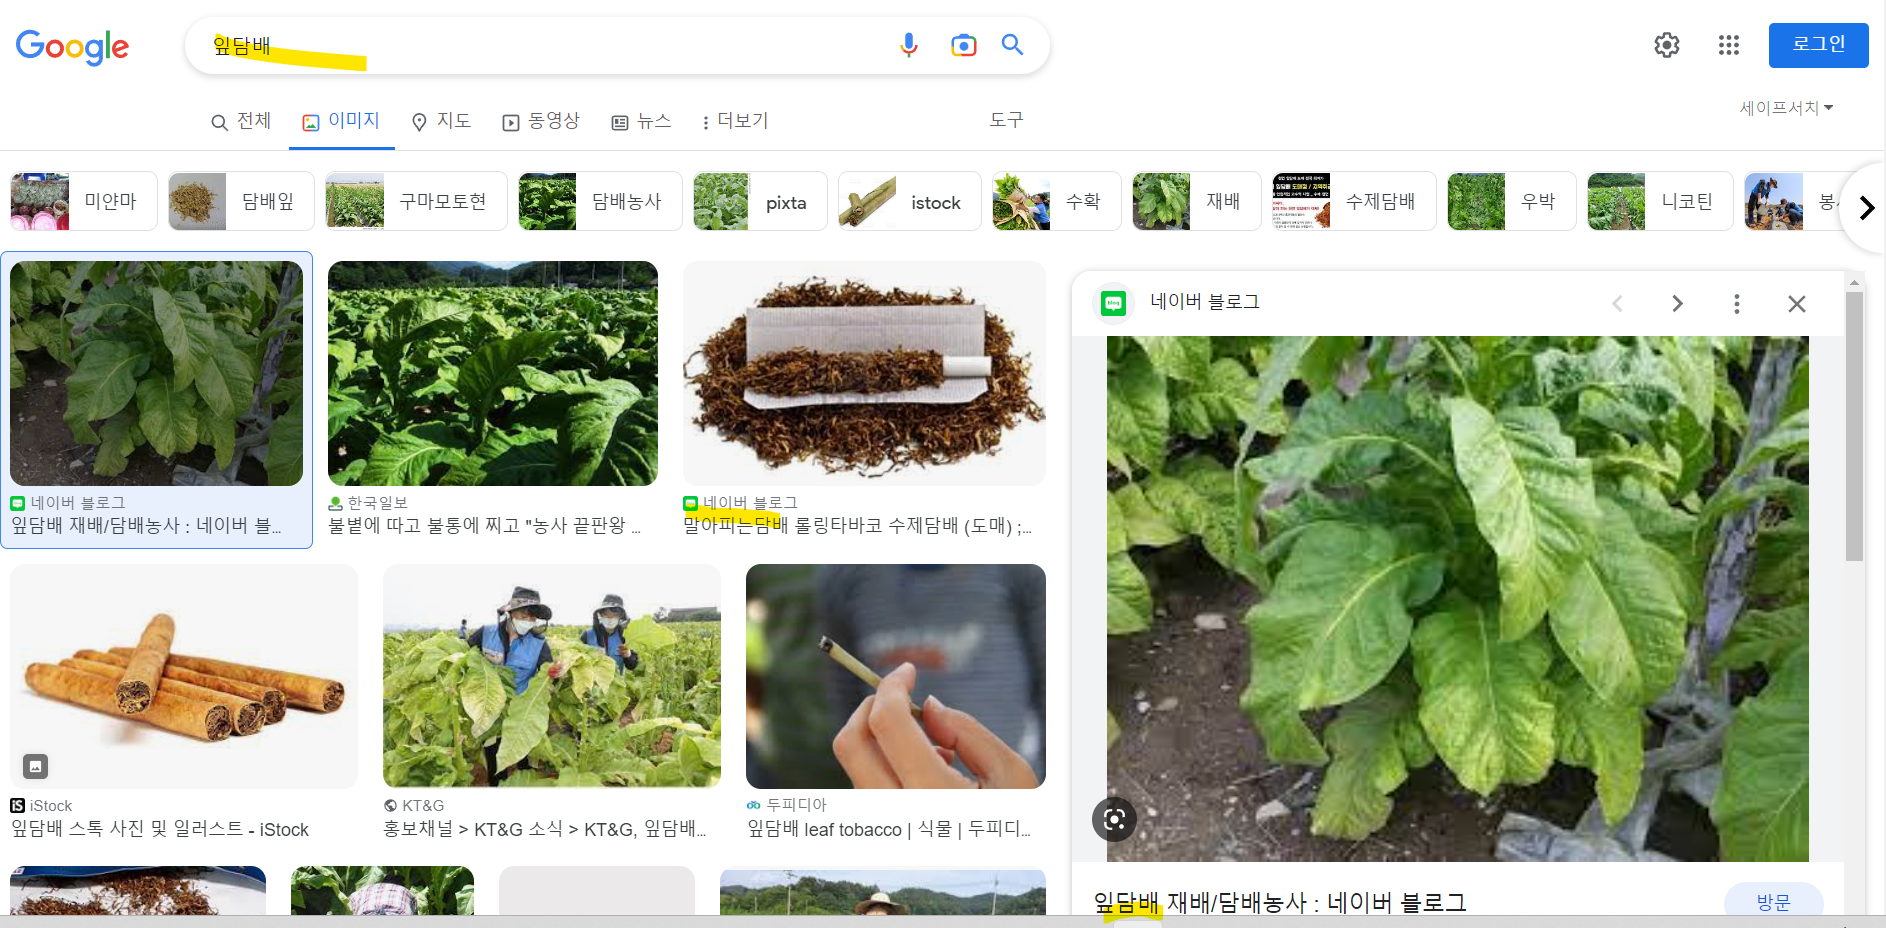 Google
잎담배
로그인
전체
이미지
지도
동영상
뉴스
더보기
도구
세이프서치
미얀마
담배잎
구마모토현
담배농사
pixta
istock
수확
재배
수제담배
우박
니코틴
네이버 블로그
잎담배 재배/담배농사 : 네이버 블...
한국일보
불볕에 따고 불통에 찌고 "농사 끝판왕 ...
네이버 블로그
말아피는담배 롤링타바코 수제담배 (도매) ;...
iStock
잎담배 스톡 사진 및 일러스트 - iStock
KT&G
홍보채널 > KT&G 소식 > KT&G, 잎담배...
두피디아
잎담배 leaf tobacco | 식물 | 두피디...
네이버 블로그
잎담배 재배/담배농사 : 네이버 블로그
방문